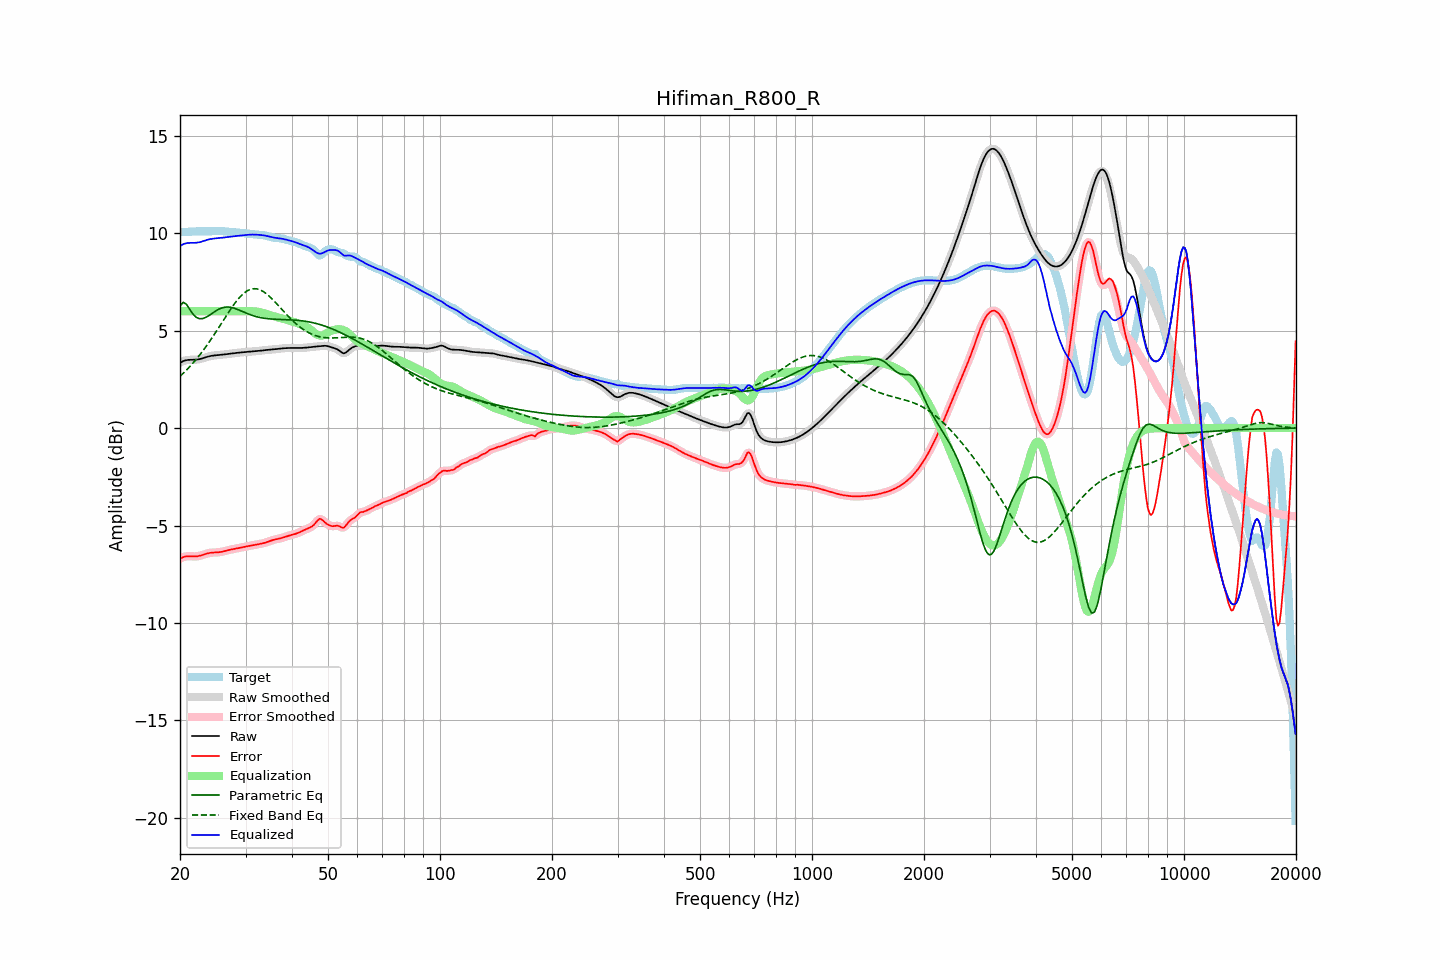 Hifiman_R800_R
Amplitude (dBr)
15
10
5
0
−5
−10
−15
−20
Target
Raw Smoothed
Error Smoothed
Raw
Error
Equalization
Parametric Eq
Fixed Band Eq
Equalized
20 50 100 200 500 1000 2000 5000 10000 20000
Frequency (Hz)